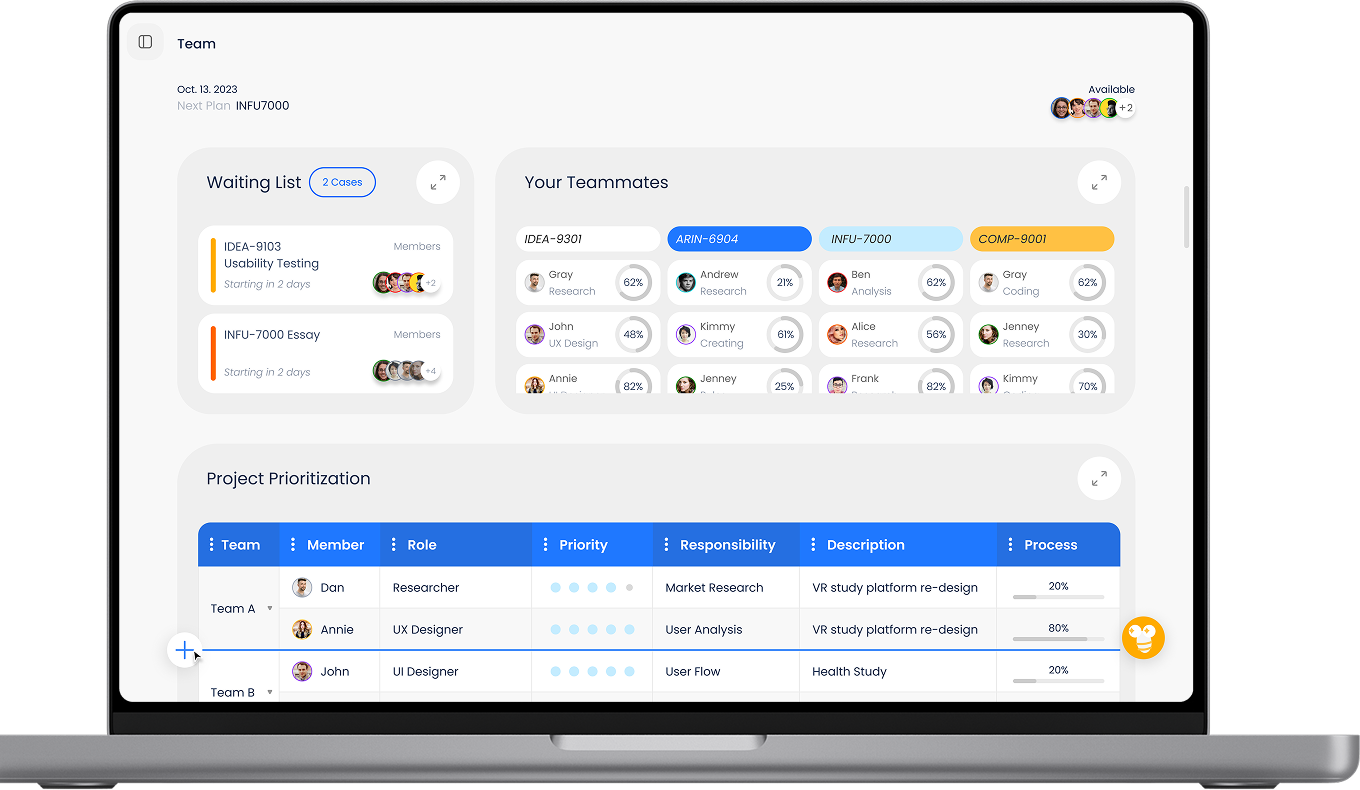 Team
Oct. 13. 2023
Next Plan INFU7000
Available
+2
Waiting List
2 Cases
IDEA-9103
Usability Testing
Starting in 2 days
Members
+2
INFU-7000 Essay
Starting in 2 days
Members
+4
Your Teammates
IDEA-9301
ARIN-6904
INFU-7000
COMP-9001
Gray
Research
62%
Andrew
Research
21%
Ben
Analysis
62%
Gray
Coding
62%
John
UX Design
48%
Kimmy
Creating
61%
Alice
Research
56%
Jenney
Research
30%
Annie
82%
Jenney
25%
Frank
82%
Kimmy
70%
Project Prioritization
Team Member Role Priority Responsibility Description Process
Team A
Dan Researcher Market Research VR study platform re-design 20%
Annie UX Designer User Analysis VR study platform re-design 80%
Team B
John UI Designer User Flow Health Study 20%